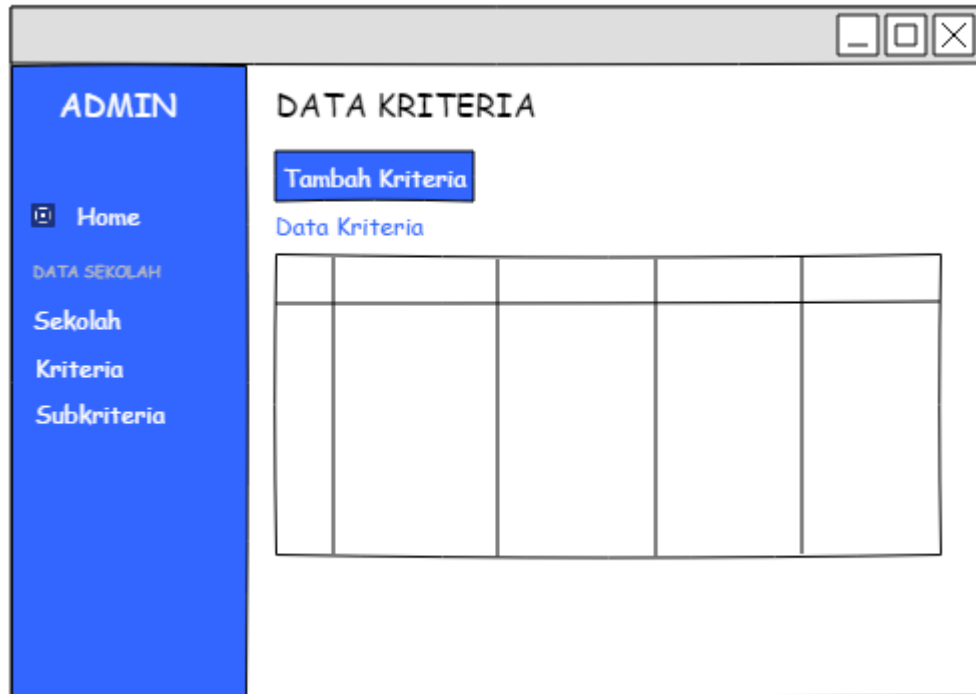 ADMIN
Home
DATA SEKOLAH
Sekolah
Kriteria
Subkriteria
DATA KRITERIA
Tambah Kriteria
Data Kriteria